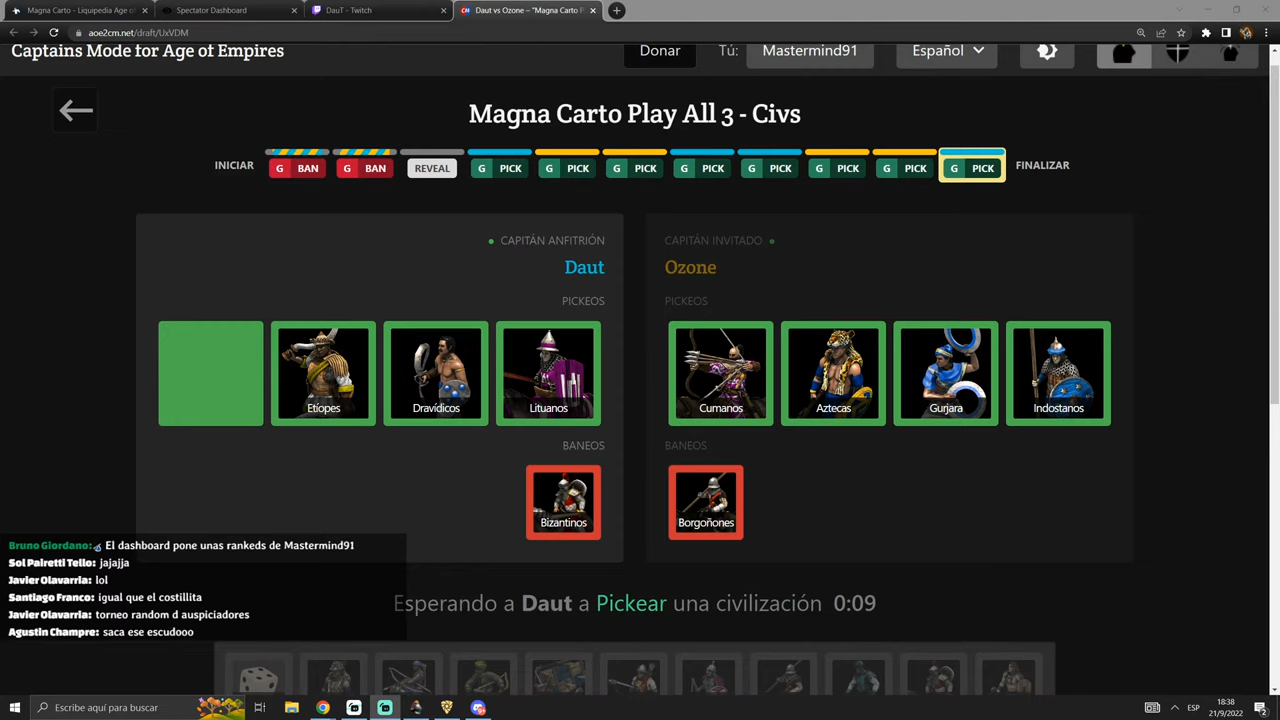 Magna Carto - Liquipedia Age of
Spectator Dashboard
DauT - Twitch
Daut vs Ozone – "Magna Carto P
aoe2cm.net/draft/UxVDM
Captains Mode for Age of Empires
Donar
Tú:
Mastermind91
Español
Magna Carto Play All 3 - Civs
INICIAR
G BAN
G BAN
REVEAL
G PICK
G PICK
G PICK
G PICK
G PICK
G PICK
G PICK
G PICK
FINALIZAR
CAPITÁN ANFITRIÓN
Daut
PICKEOS
Etíopes
Dravídicos
Lituanos
BANEOS
Bizantinos
CAPITÁN INVITADO
Ozone
PICKEOS
Cumanos
Aztecas
Gurjara
Indostanos
BANEOS
Borgoñones
Bruno Giordano: El dashboard pone unas rankeds de Mastermind91
Sol Pairetti Tello: jajajja
Javier Olavarria: lol
Santiago Franco: igual que el costillita
Javier Olavarria: torneo random d auspiciadores
Agustin Champre: saca ese escudooo
Esperando a Daut a Pickear una civilización 0:09
Escribe aquí para buscar
ESP
18:38
21/9/2022
2